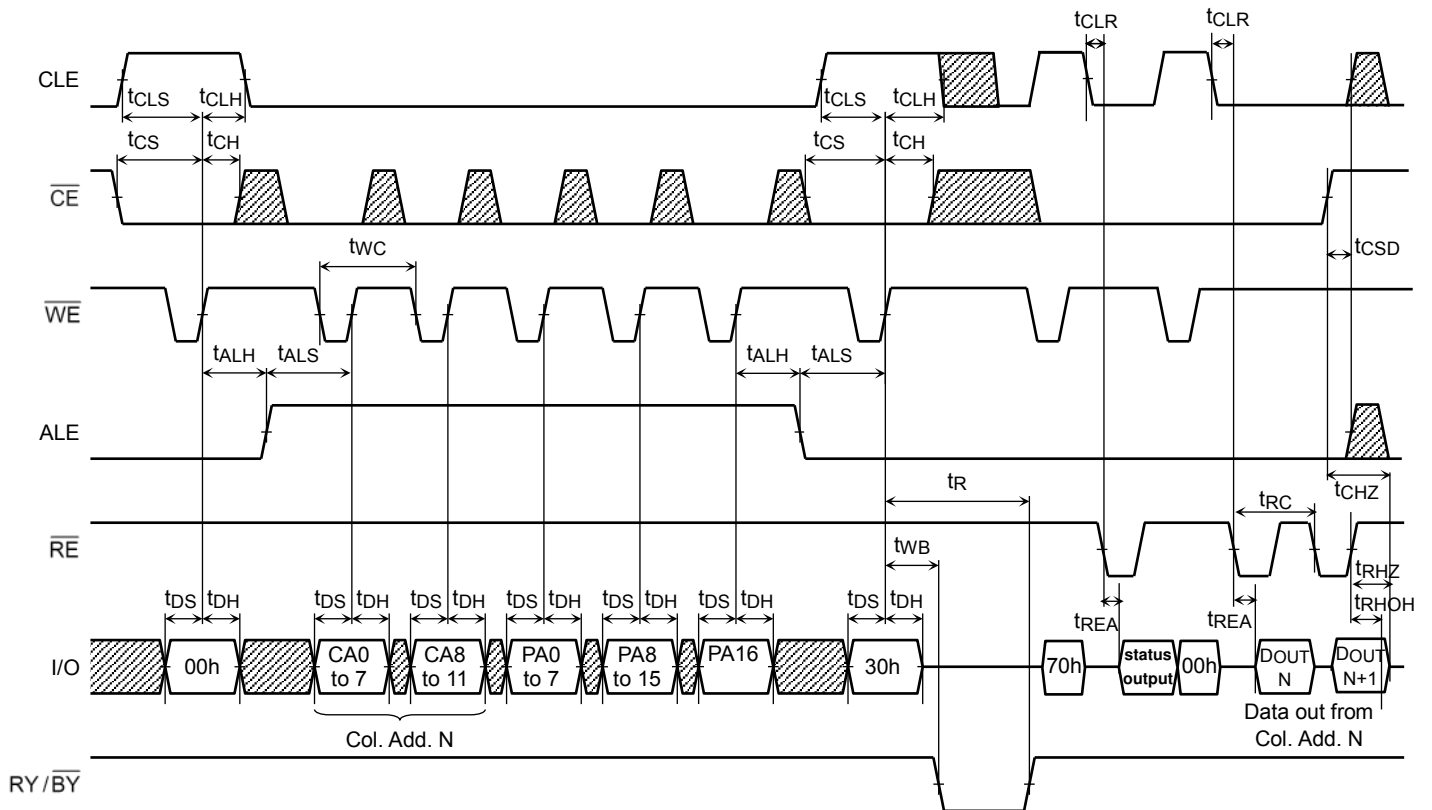 tCLR tCLR
CLE
tCLS tCLH tCLS tCLH
tCS tCH tCS tCH
CE
tWC tCSD
WE
tALH tALS tALH tALS
ALE
tR tCHZ
tRC
RE
tWB
tRHZ
tDS tDH tDS tDH tDS tDH tDS tDH tDS tDH tDS tDH tDS tDH tREA tREA tRHOH
I/O
00h
CA0 to 7
CA8 to 11
PA0 to 7
PA8 to 15
PA16
30h
70h
status output
00h
DOUT N
DOUT N+1
Col. Add. N
Data out from
Col. Add. N
RY/BY